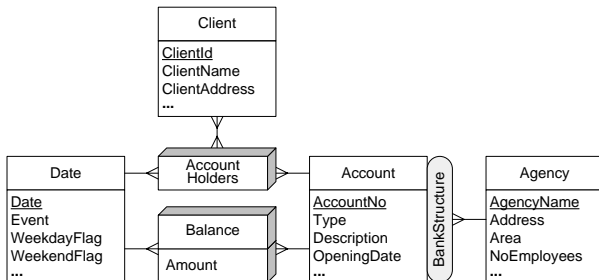 Client
ClientId
ClientName
ClientAddress
...
Date
Date
Event
WeekdayFlag
WeekendFlag
...
Account
Holders
Balance
Amount
Account
AccountNo
Type
Description
OpeningDate
...
BankStructure
Agency
AgencyName
Address
Area
NoEmployees
...